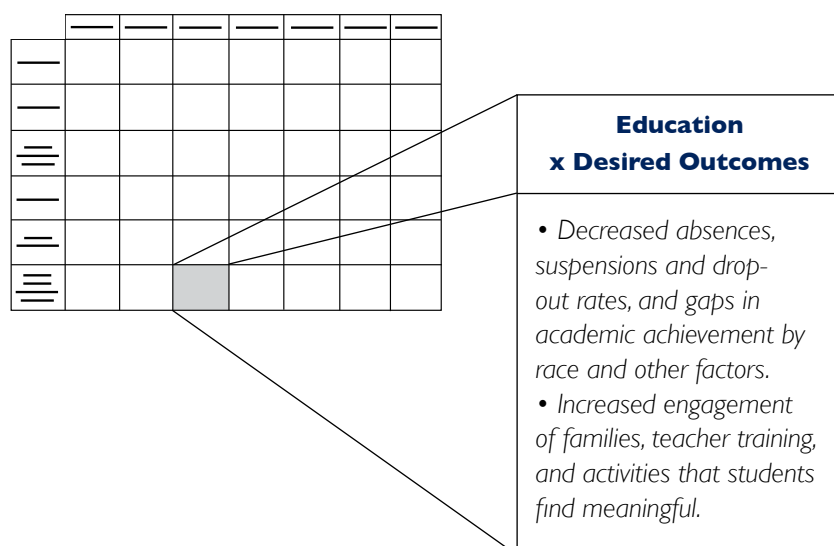 Education
x Desired Outcomes
• Decreased absences,
suspensions and drop-
out rates, and gaps in
academic achievement by
race and other factors.
• Increased engagement
of families, teacher training,
and activities that students
find meaningful.